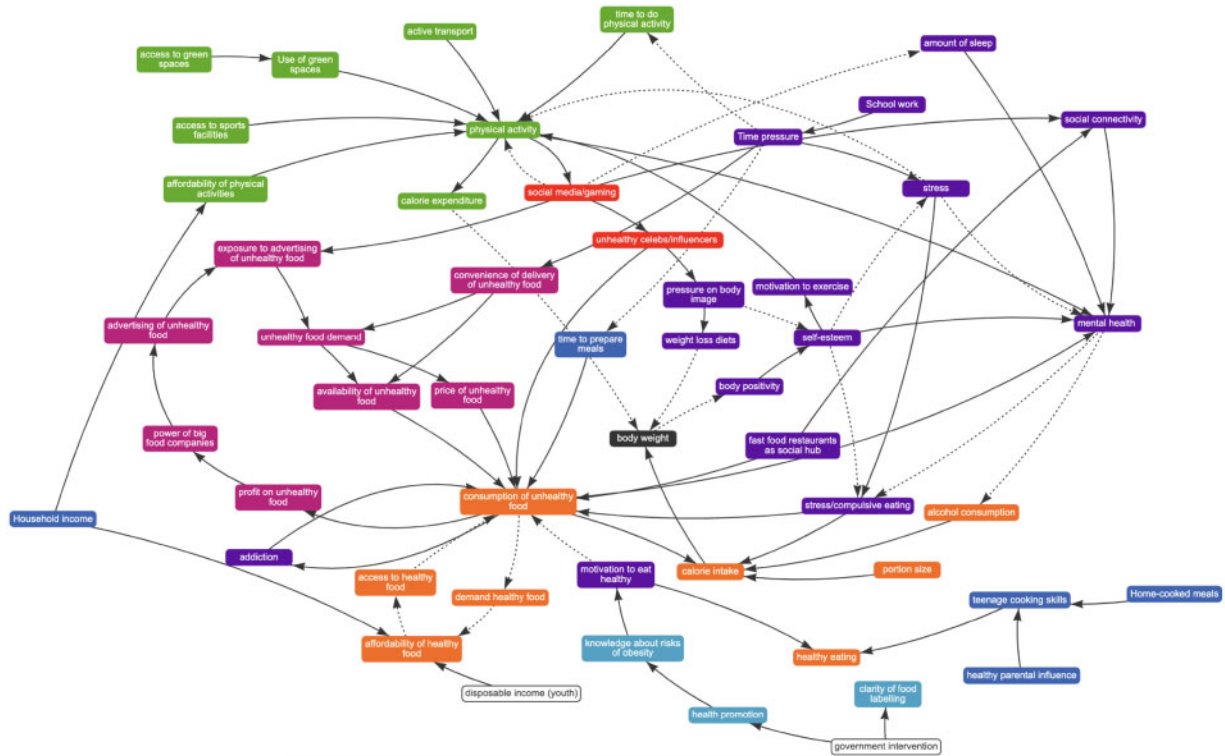 time to do
physical activity
active transport
amount of sleep
access to green
spaces
Use of green
spaces
School work
social connectivity
access to sports
facilities
physical activity
Time pressure
affordability of physical
activities
calorie expenditure
social media/gaming
stress
unhealthy celebs/influencers
exposure to advertising
of unhealthy food
convenience of delivery
of unhealthy food
pressure on body
image
motivation to exercise
advertising of unhealthy
food
unhealthy food demand
time to prepare
meals
weight loss diets
self-esteem
mental health
availability of unhealthy
food
price of unhealthy
food
body positivity
power of big
food companies
body weight
fast food restaurants
as social hub
profit on unhealthy
food
consumption of unhealthy
food
stress/compulsive eating
alcohol consumption
Household income
addiction
access to healthy
food
demand healthy food
motivation to eat
healthy
calorie intake
portion size
teenage cooking skills
Home-cooked meals
affordability of healthy
food
knowledge about risks
of obesity
healthy eating
healthy parental influence
disposable income (youth)
clarity of food
labelling
health promotion
government intervention